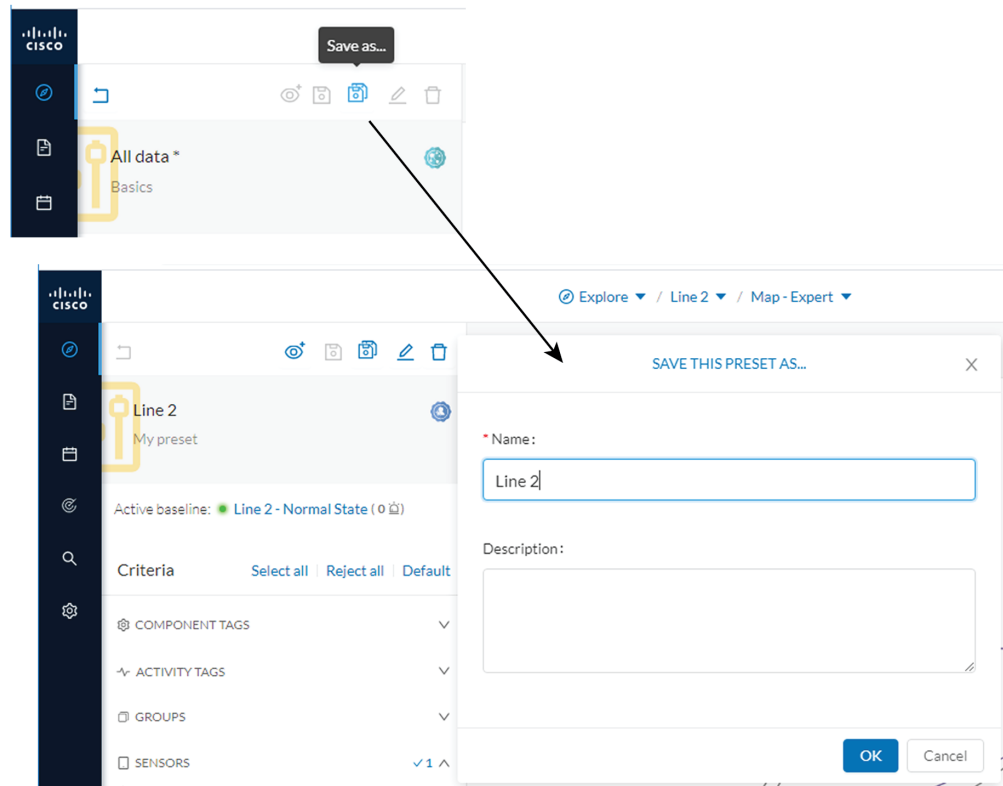 CISCO
Save as...
All data *
Basics
CISCO
Explore / Line 2 / Map - Expert
Line 2
My preset
Active baseline: Line 2 - Normal State ( 0 )
Criteria Select all Reject all Default
COMPONENT TAGS
ACTIVITY TAGS
GROUPS
SENSORS 1
SAVE THIS PRESET AS...
* Name:
Line 2
Description:
OK Cancel